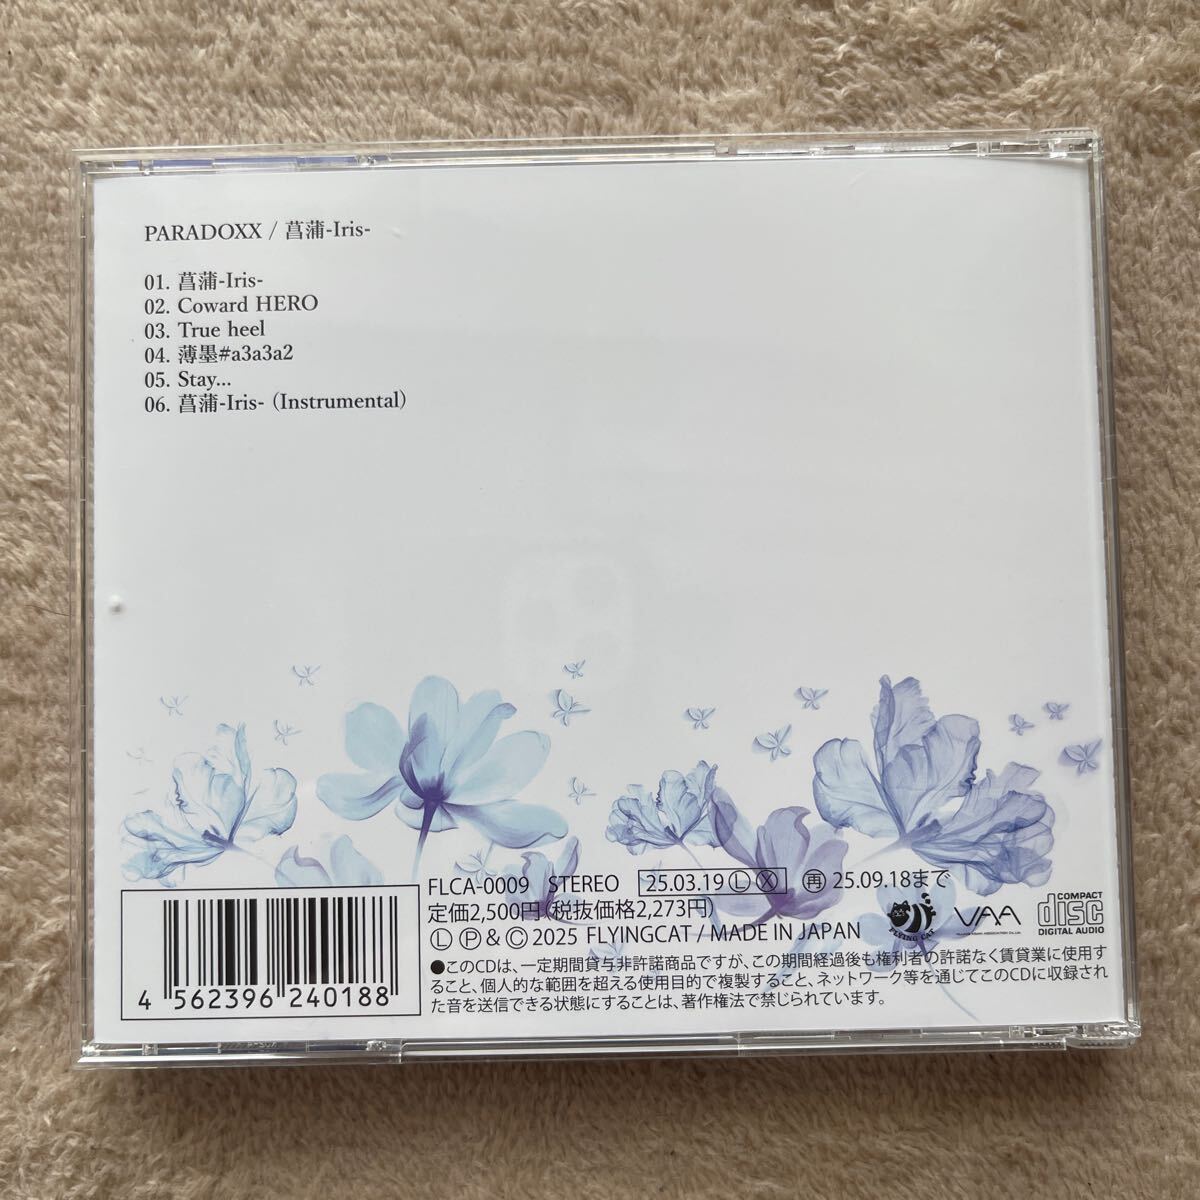 PARADOXX / 菖蒲-Iris-
01. 菖蒲-Iris-
02. Coward HERO
03. True heel
04. 薄墨#a3a3a2
05. Stay...
06. 菖蒲-Iris- (Instrumental)
FLCA-0009 STEREO 25.03.19 Ⓛ Ⓧ ㊞ 25.09.18まで
定価2,500円(税抜価格2,273円)
Ⓛ Ⓟ & Ⓒ 2025 FLYINGCAT / MADE IN JAPAN
FLYING CAT
VAA
COMPACT
disc
DIGITAL AUDIO
●このCDは、一定期間貸与非許諾商品ですが、この期間経過後も権利者の許諾なく賃貸業に使用す
ること、個人的な範囲を超える使用目的で複製すること、ネットワーク等を通じてこのCDに収録され
た音を送信できる状態にすることは、著作権法で禁じられています。
4 562396 240188